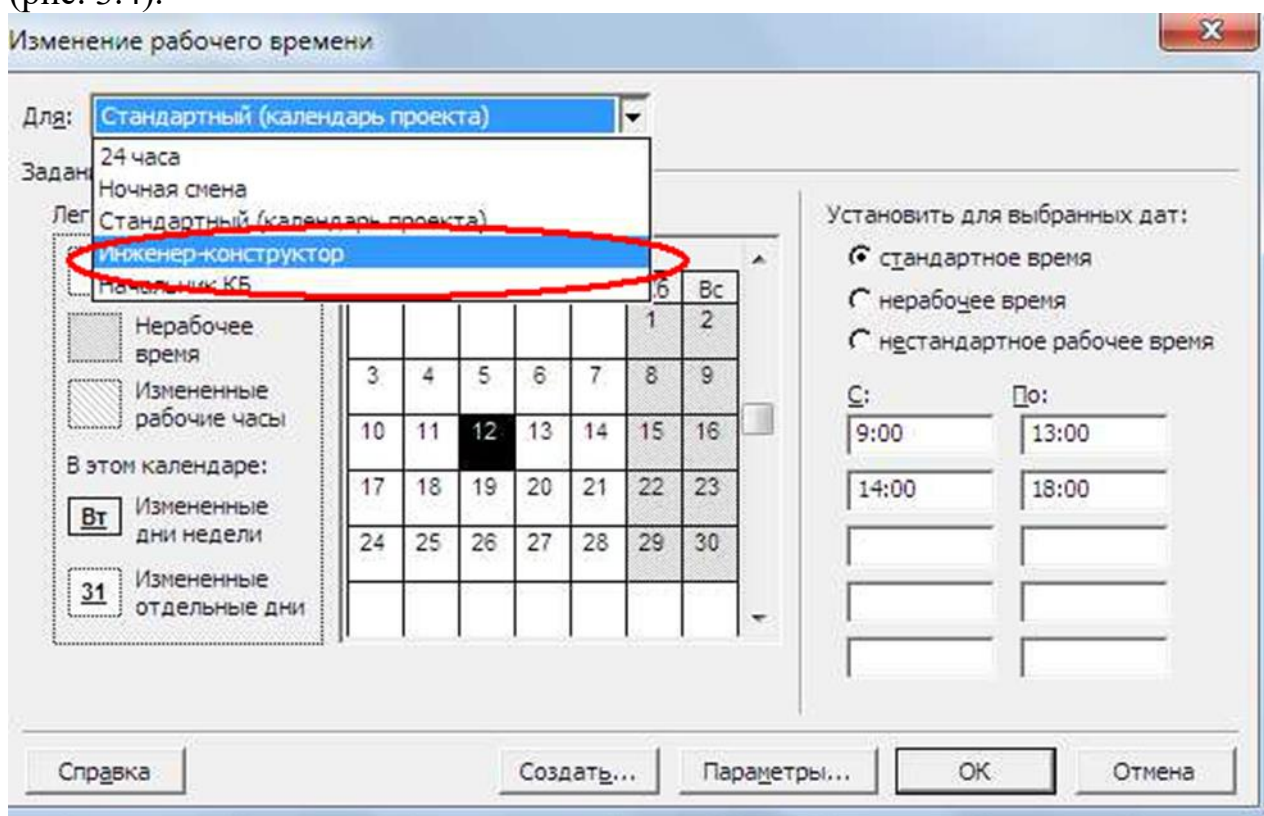 (рис. 3.4).
Изменение рабочего времени
Для: Стандартный (календарь проекта)
24 часа
Ночная смена
Стандартный (календарь проекта)
Инженер-конструктор
Начальник КБ
Нерабочее
время
Измененные
рабочие часы
В этом календаре:
Вт Измененные
дни недели
31 Измененные
отдельные дни
Вс
1 2
3 4 5 6 7 8 9
10 11 12 13 14 15 16
17 18 19 20 21 22 23
24 25 26 27 28 29 30
Установить для выбранных дат:
стандартное время
нерабочее время
нестандартное рабочее время
С: По:
9:00 13:00
14:00 18:00
Справка Создать... Параметры... ОК Отмена